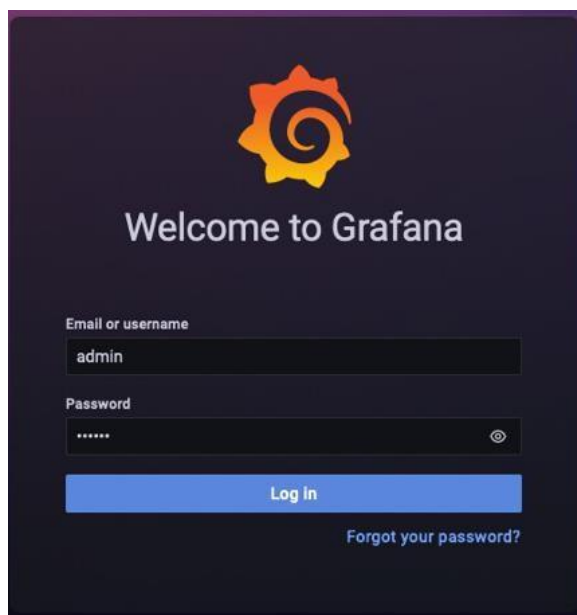 Welcome to Grafana
Email or username
admin
Password
••••••
Log in
Forgot your password?